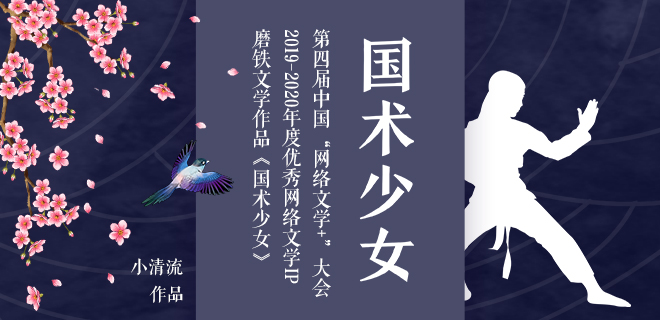 国术少女
第四届中国“网络文学+”大会
2019-2020年度优秀网络文学IP
磨铁文学作品《国术少女》
小清流
作品